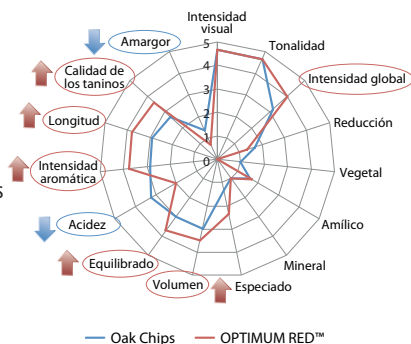 Intensidad
visual
Tonalidad
Intensidad global
Reducción
Vegetal
Amílico
Mineral
Especiado
Volumen
Equilibrado
Acidez
Intensidad
aromática
Longitud
Calidad de
los taninos
Amargor
5
4
3
2
1
0
S
Oak Chips
OPTIMUM RED™